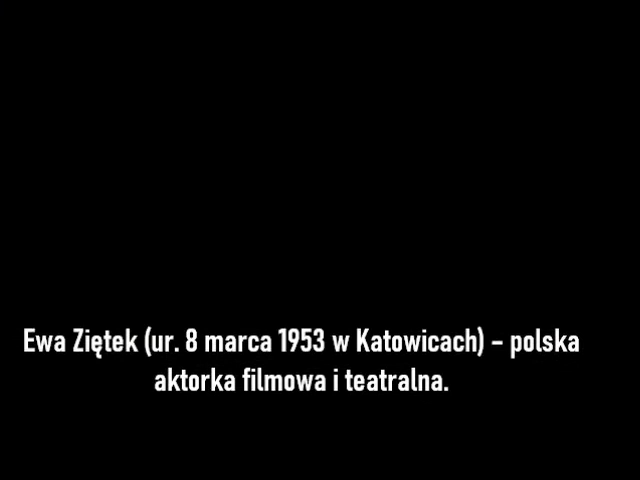 Ewa Ziętek (ur. 8 marca 1953 w Katowicach) – polska
aktorka filmowa i teatralna.